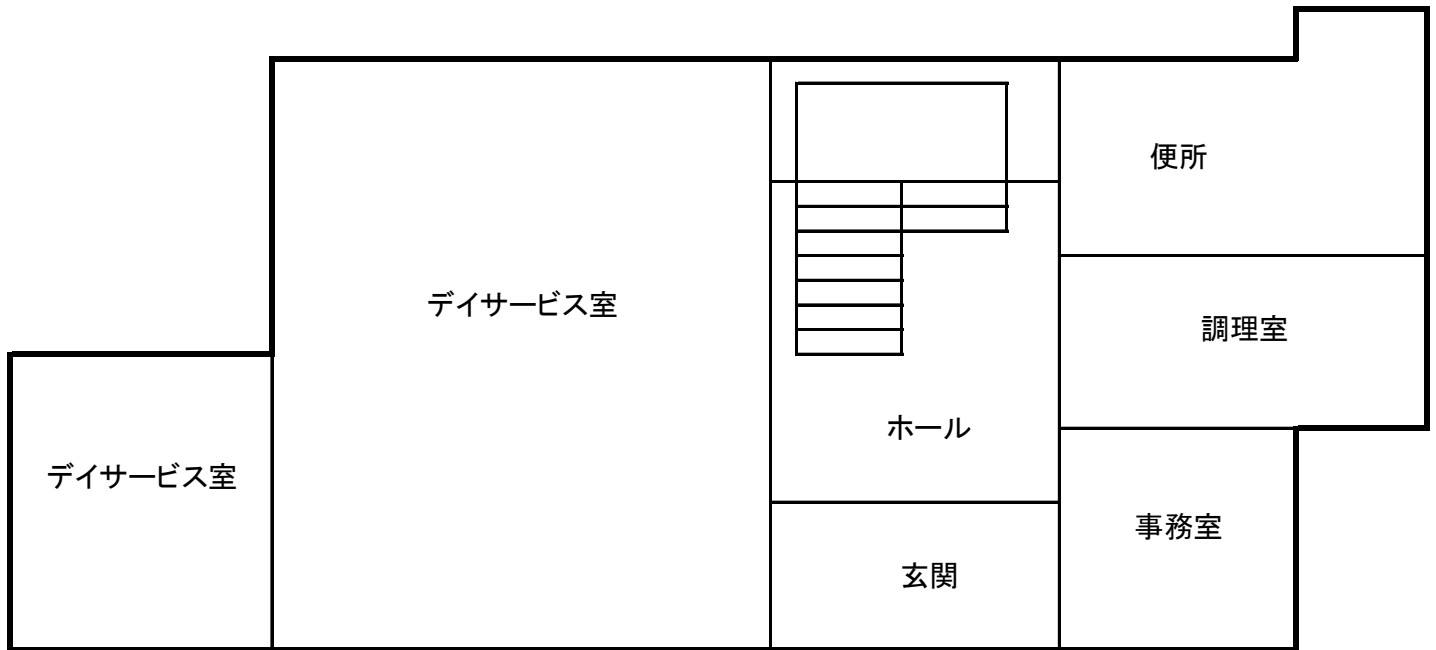 便所
デイサービス室
調理室
ホール
デイサービス室
事務室
玄関